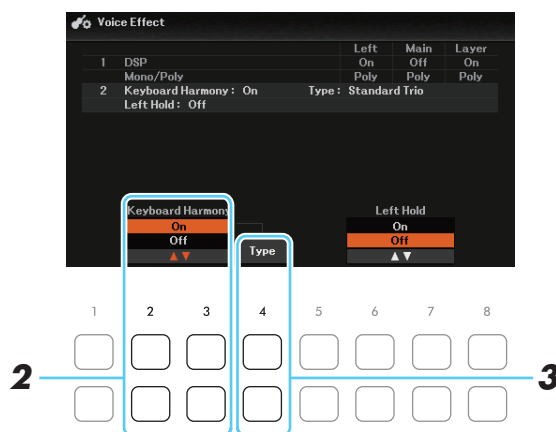 Voice Effect
Left Main Layer
1 DSP On Off On
Mono/Poly Poly Poly Poly
2 Keyboard Harmony : On Type : Standard Trio
Left Hold : Off
Keyboard Harmony
On
Off
▲ ▼
Type
Left Hold
On
Off
▲ ▼
1 2 3 4 5 6 7 8
2 3